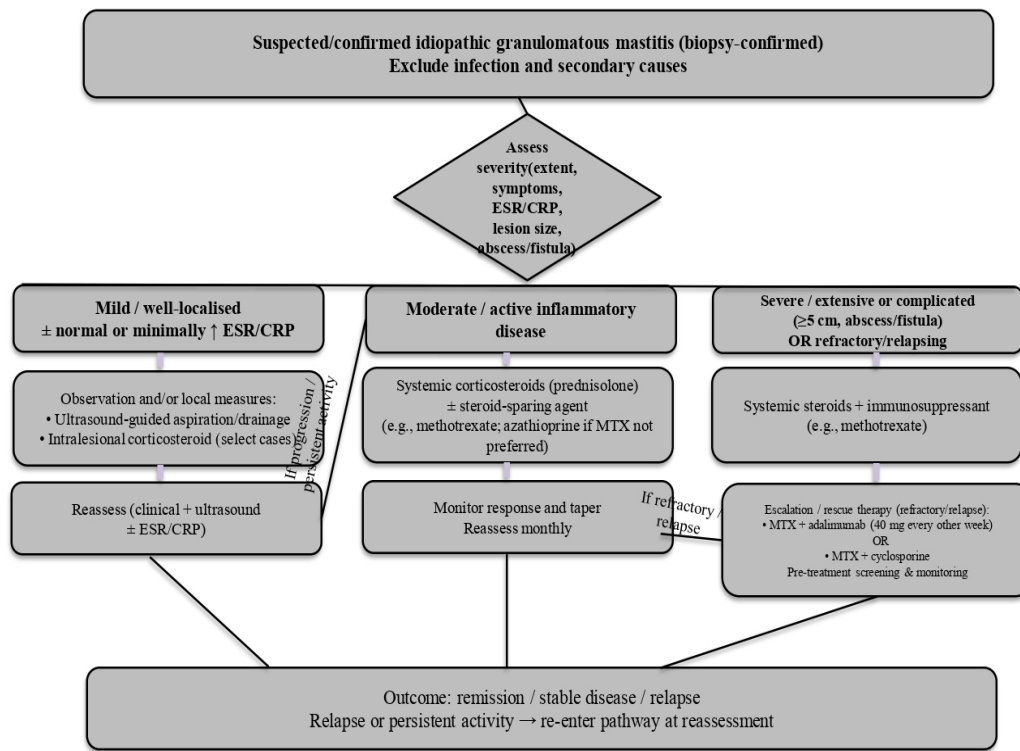 Suspected/confirmed idiopathic granulomatous mastitis (biopsy-confirmed)
Exclude infection and secondary causes
Assess
severity(extent,
symptoms,
ESR/CRP,
lesion size,
abscess/fistula)
Mild / well-localised
± normal or minimally ↑ ESR/CRP
Observation and/or local measures:
• Ultrasound-guided aspiration/drainage
• Intralesional corticosteroid (select cases)
Reassess (clinical + ultrasound
± ESR/CRP)
If progression /
persistent activity
Moderate / active inflammatory
disease
Systemic corticosteroids (prednisolone)
± steroid-sparing agent
(e.g., methotrexate; azathioprine if MTX not
preferred)
Monitor response and taper
Reassess monthly
If refractory /
relapse
Severe / extensive or complicated
(≥5 cm, abscess/fistula)
OR refractory/relapsing
Systemic steroids + immunosuppressant
(e.g., methotrexate)
Escalation / rescue therapy (refractory/relapse):
• MTX + adalimumab (40 mg every other week)
OR
• MTX + cyclosporine
Pre-treatment screening & monitoring
Outcome: remission / stable disease / relapse
Relapse or persistent activity → re-enter pathway at reassessment